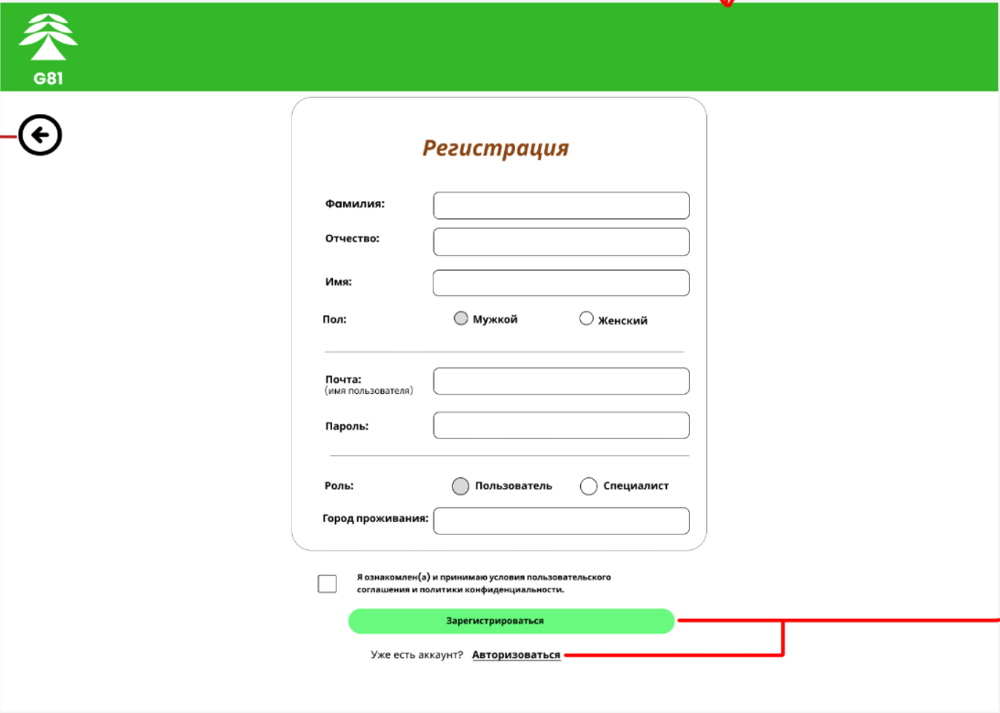 G81
Регистрация
Фамилия:
Отчество:
Имя:
Пол: Мужкой Женский
Почта:
(имя пользователя)
Пароль:
Роль: Пользователь Специалист
Город проживания:
Я ознакомлен(а) и принимаю условия пользовательского
соглашения и политики конфиденциальности.
Зарегистрироваться
Уже есть аккаунт? Авторизоваться